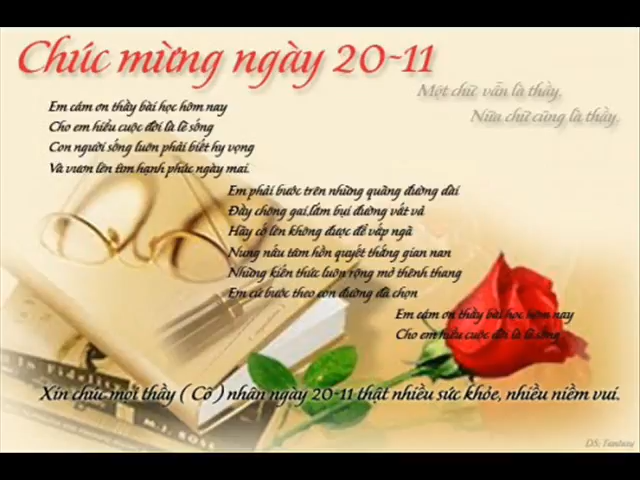 Chúc mừng ngày 20-11
Một chữ vẫn là thầy,
Nửa chữ cũng là thầy.
Em cám ơn thầy bài học hôm nay
Cho em hiểu cuộc đời là lẽ sống
Con người sống luôn phải biết hy vọng
Và vươn lên tìm hạnh phúc ngày mai.
Em phải bước trên những quãng đường dài
Đầy chông gai,lấm bụi đường vất vả
Hãy cố lên không được để vấp ngã
Nung nấu tâm hồn quyết thắng gian nan
Những kiến thức luôn rộng mở thênh thang
Em cứ bước theo con đường đã chọn
Em cám ơn thầy bài học hôm nay
Cho em hiểu cuộc đời là lẽ sống
Xin chúc mọi thầy ( Cô ) nhân ngày 20-11 thật nhiều sức khỏe, nhiều niềm vui.
M.J. ROSE
DS: Fantasy